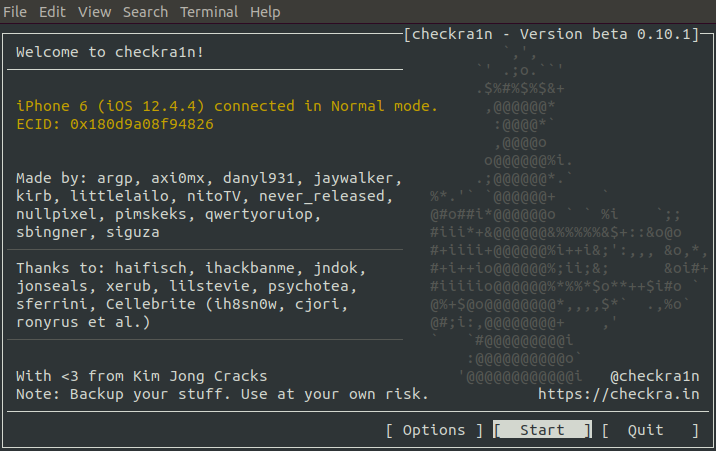 File Edit View Search Terminal Help
[checkra1n - Version beta 0.10.1]
Welcome to checkra1n!
iPhone 6 (iOS 12.4.4) connected in Normal mode.
ECID: 0x180d9a08f94826
Made by: argp, axi0mx, danyl931, jaywalker,
kirb, littlelailo, nitoTV, never_released,
nullpixel, pimskeks, qwertyoruiop,
sbingner, siguza
Thanks to: haifisch, ihackbanme, jndok,
jonseals, xerub, lilstevie, psychotea,
sferrini, Cellebrite (ih8sn0w, cjori,
ronyrus et al.)
With <3 from Kim Jong Cracks
@checkra1n
Note: Backup your stuff. Use at your own risk.
https://checkra.in
[ Options ] [ Start ] [ Quit ]